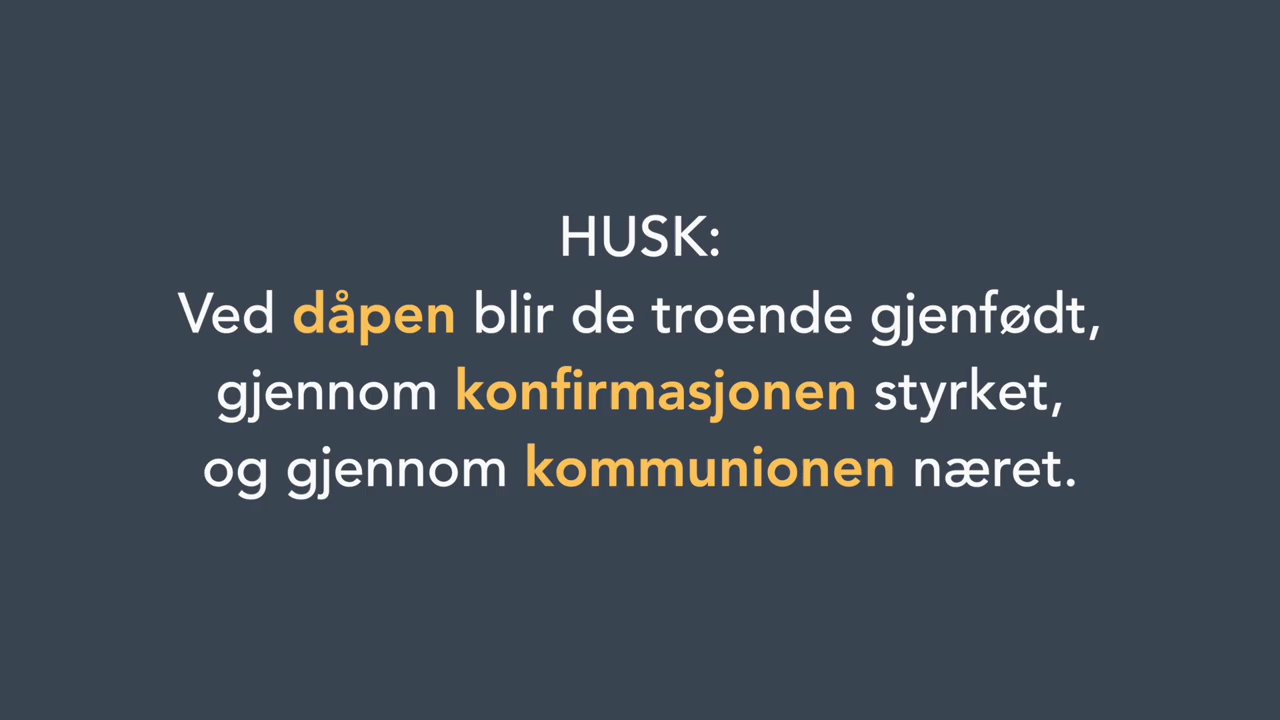 HUSK:
Ved dåpen blir de troende gjenfødt,
gjennom konfirmasjonen styrket,
og gjennom kommunionen næret.